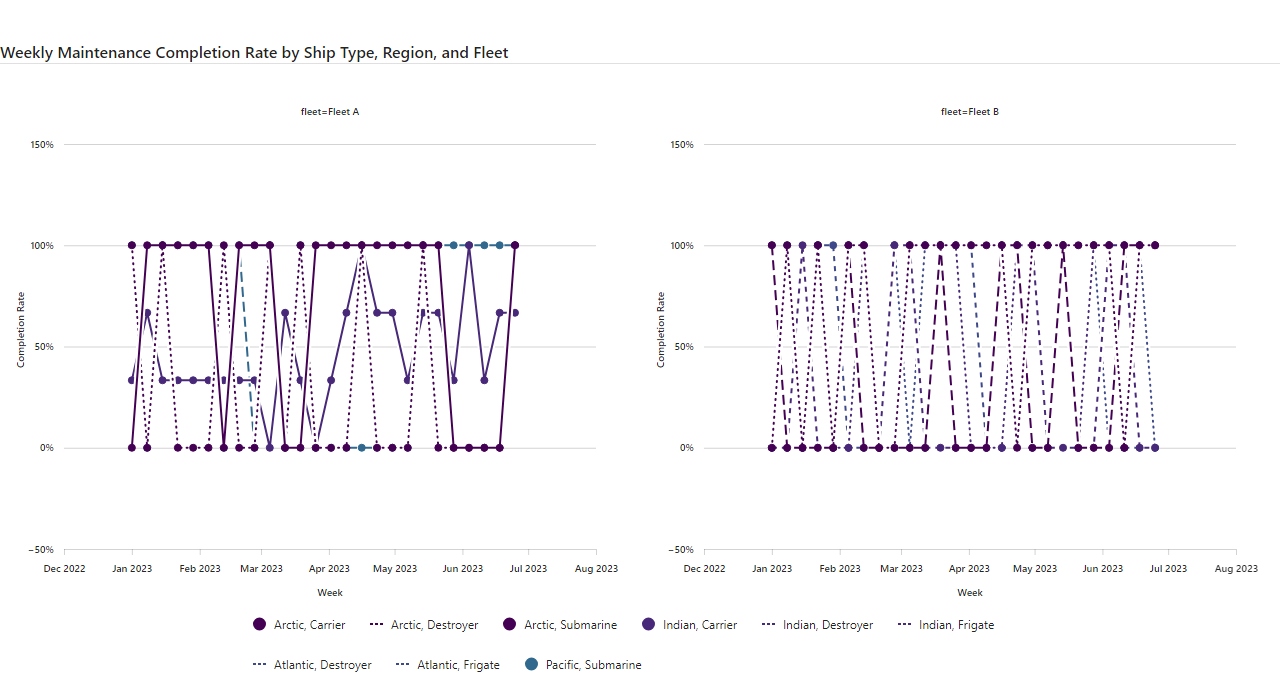 Weekly Maintenance Completion Rate by Ship Type, Region, and Fleet
fleet=Fleet A
fleet=Fleet B
150%
100%
50%
0%
−50%
Completion Rate
Dec 2022 Jan 2023 Feb 2023 Mar 2023 Apr 2023 May 2023 Jun 2023 Jul 2023 Aug 2023
Week
150%
100%
50%
0%
−50%
Completion Rate
Dec 2022 Jan 2023 Feb 2023 Mar 2023 Apr 2023 May 2023 Jun 2023 Jul 2023 Aug 2023
Week
Arctic, Carrier Arctic, Destroyer Arctic, Submarine Indian, Carrier Indian, Destroyer Indian, Frigate
Atlantic, Destroyer Atlantic, Frigate Pacific, Submarine